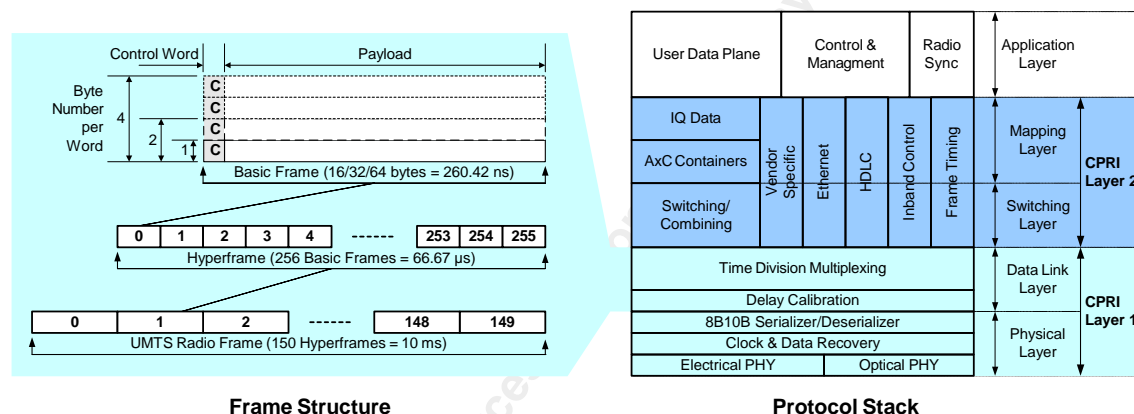 Control Word
Payload
Byte
Number
per
Word
4
2
1
C
C
C
C
Basic Frame (16/32/64 bytes = 260.42 ns)
0 1 2 3 4 ------ 253 254 255
Hyperframe (256 Basic Frames = 66.67 µs)
0 1 2 ------ 148 149
UMTS Radio Frame (150 Hyperframes = 10 ms)
Frame Structure
User Data Plane
Control &
Managment
Radio
Sync
Application
Layer
IQ Data
AxC Containers
Switching/
Combining
Vendor
Specific
Ethernet
HDLC
Inband Control
Frame Timing
Mapping
Layer
Switching
Layer
CPRI
Layer 2
Time Division Multiplexing
Delay Calibration
Data Link
Layer
8B10B Serializer/Deserializer
Clock & Data Recovery
Electrical PHY
Optical PHY
Physical
Layer
CPRI
Layer 1
Protocol Stack